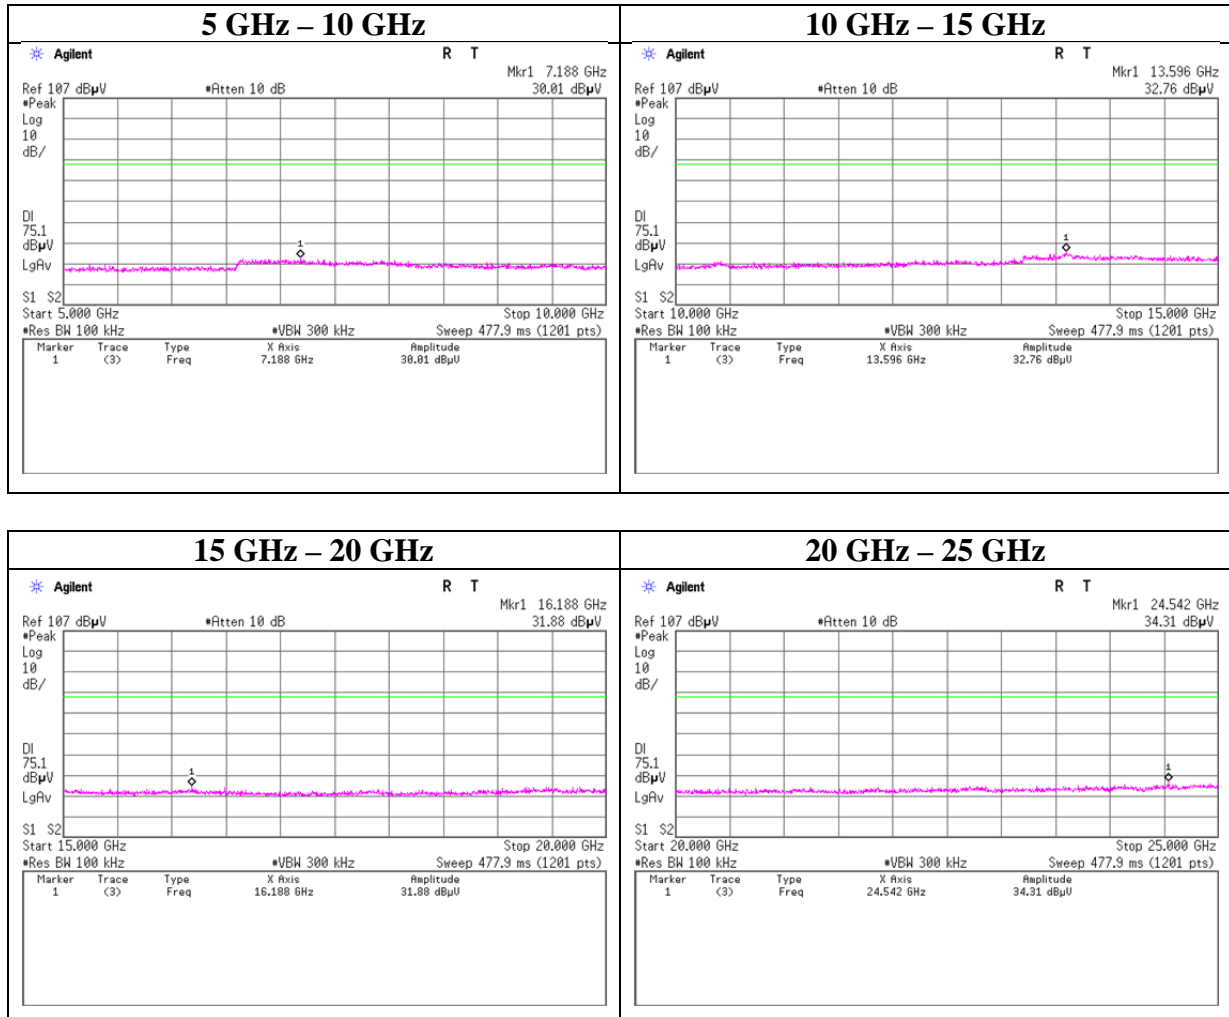 5 GHz – 10 GHz
Agilent
R T
Mkr1 7.188 GHz
Ref 107 dBµV #Atten 10 dB 30.01 dBµV
#Peak
Log
10
dB/
DI
75.1
dBµV
LgAv
1
S1 S2
Start 5.000 GHz Stop 10.000 GHz
#Res BW 100 kHz #VBW 300 kHz Sweep 477.9 ms (1201 pts)
Marker Trace Type X Axis Amplitude
1 (3) Freq 7.188 GHz 30.01 dBµV
10 GHz – 15 GHz
Agilent
R T
Mkr1 13.596 GHz
Ref 107 dBµV #Atten 10 dB 32.76 dBµV
#Peak
Log
10
dB/
DI
75.1
dBµV
LgAv
1
S1 S2
Start 10.000 GHz Stop 15.000 GHz
#Res BW 100 kHz #VBW 300 kHz Sweep 477.9 ms (1201 pts)
Marker Trace Type X Axis Amplitude
1 (3) Freq 13.596 GHz 32.76 dBµV
15 GHz – 20 GHz
Agilent
R T
Mkr1 16.188 GHz
Ref 107 dBµV #Atten 10 dB 31.88 dBµV
#Peak
Log
10
dB/
DI
75.1
dBµV
LgAv
1
S1 S2
Start 15.000 GHz Stop 20.000 GHz
#Res BW 100 kHz #VBW 300 kHz Sweep 477.9 ms (1201 pts)
Marker Trace Type X Axis Amplitude
1 (3) Freq 16.188 GHz 31.88 dBµV
20 GHz – 25 GHz
Agilent
R T
Mkr1 24.542 GHz
Ref 107 dBµV #Atten 10 dB 34.31 dBµV
#Peak
Log
10
dB/
DI
75.1
dBµV
LgAv
1
S1 S2
Start 20.000 GHz Stop 25.000 GHz
#Res BW 100 kHz #VBW 300 kHz Sweep 477.9 ms (1201 pts)
Marker Trace Type X Axis Amplitude
1 (3) Freq 24.542 GHz 34.31 dBµV